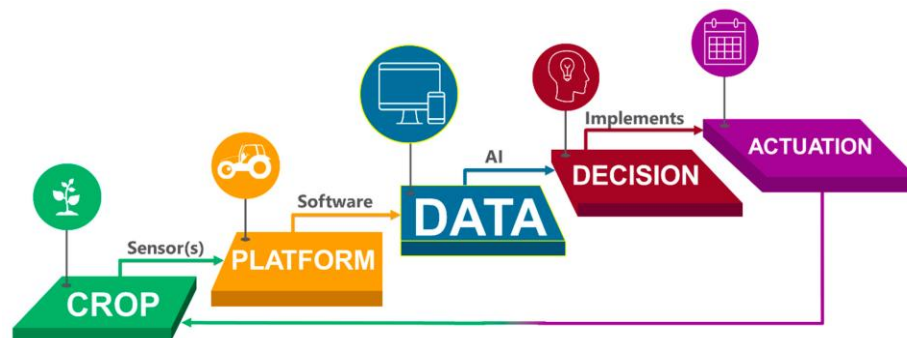 CROP
Sensor(s)
PLATFORM
Software
DATA
AI
DECISION
Implements
ACTUATION